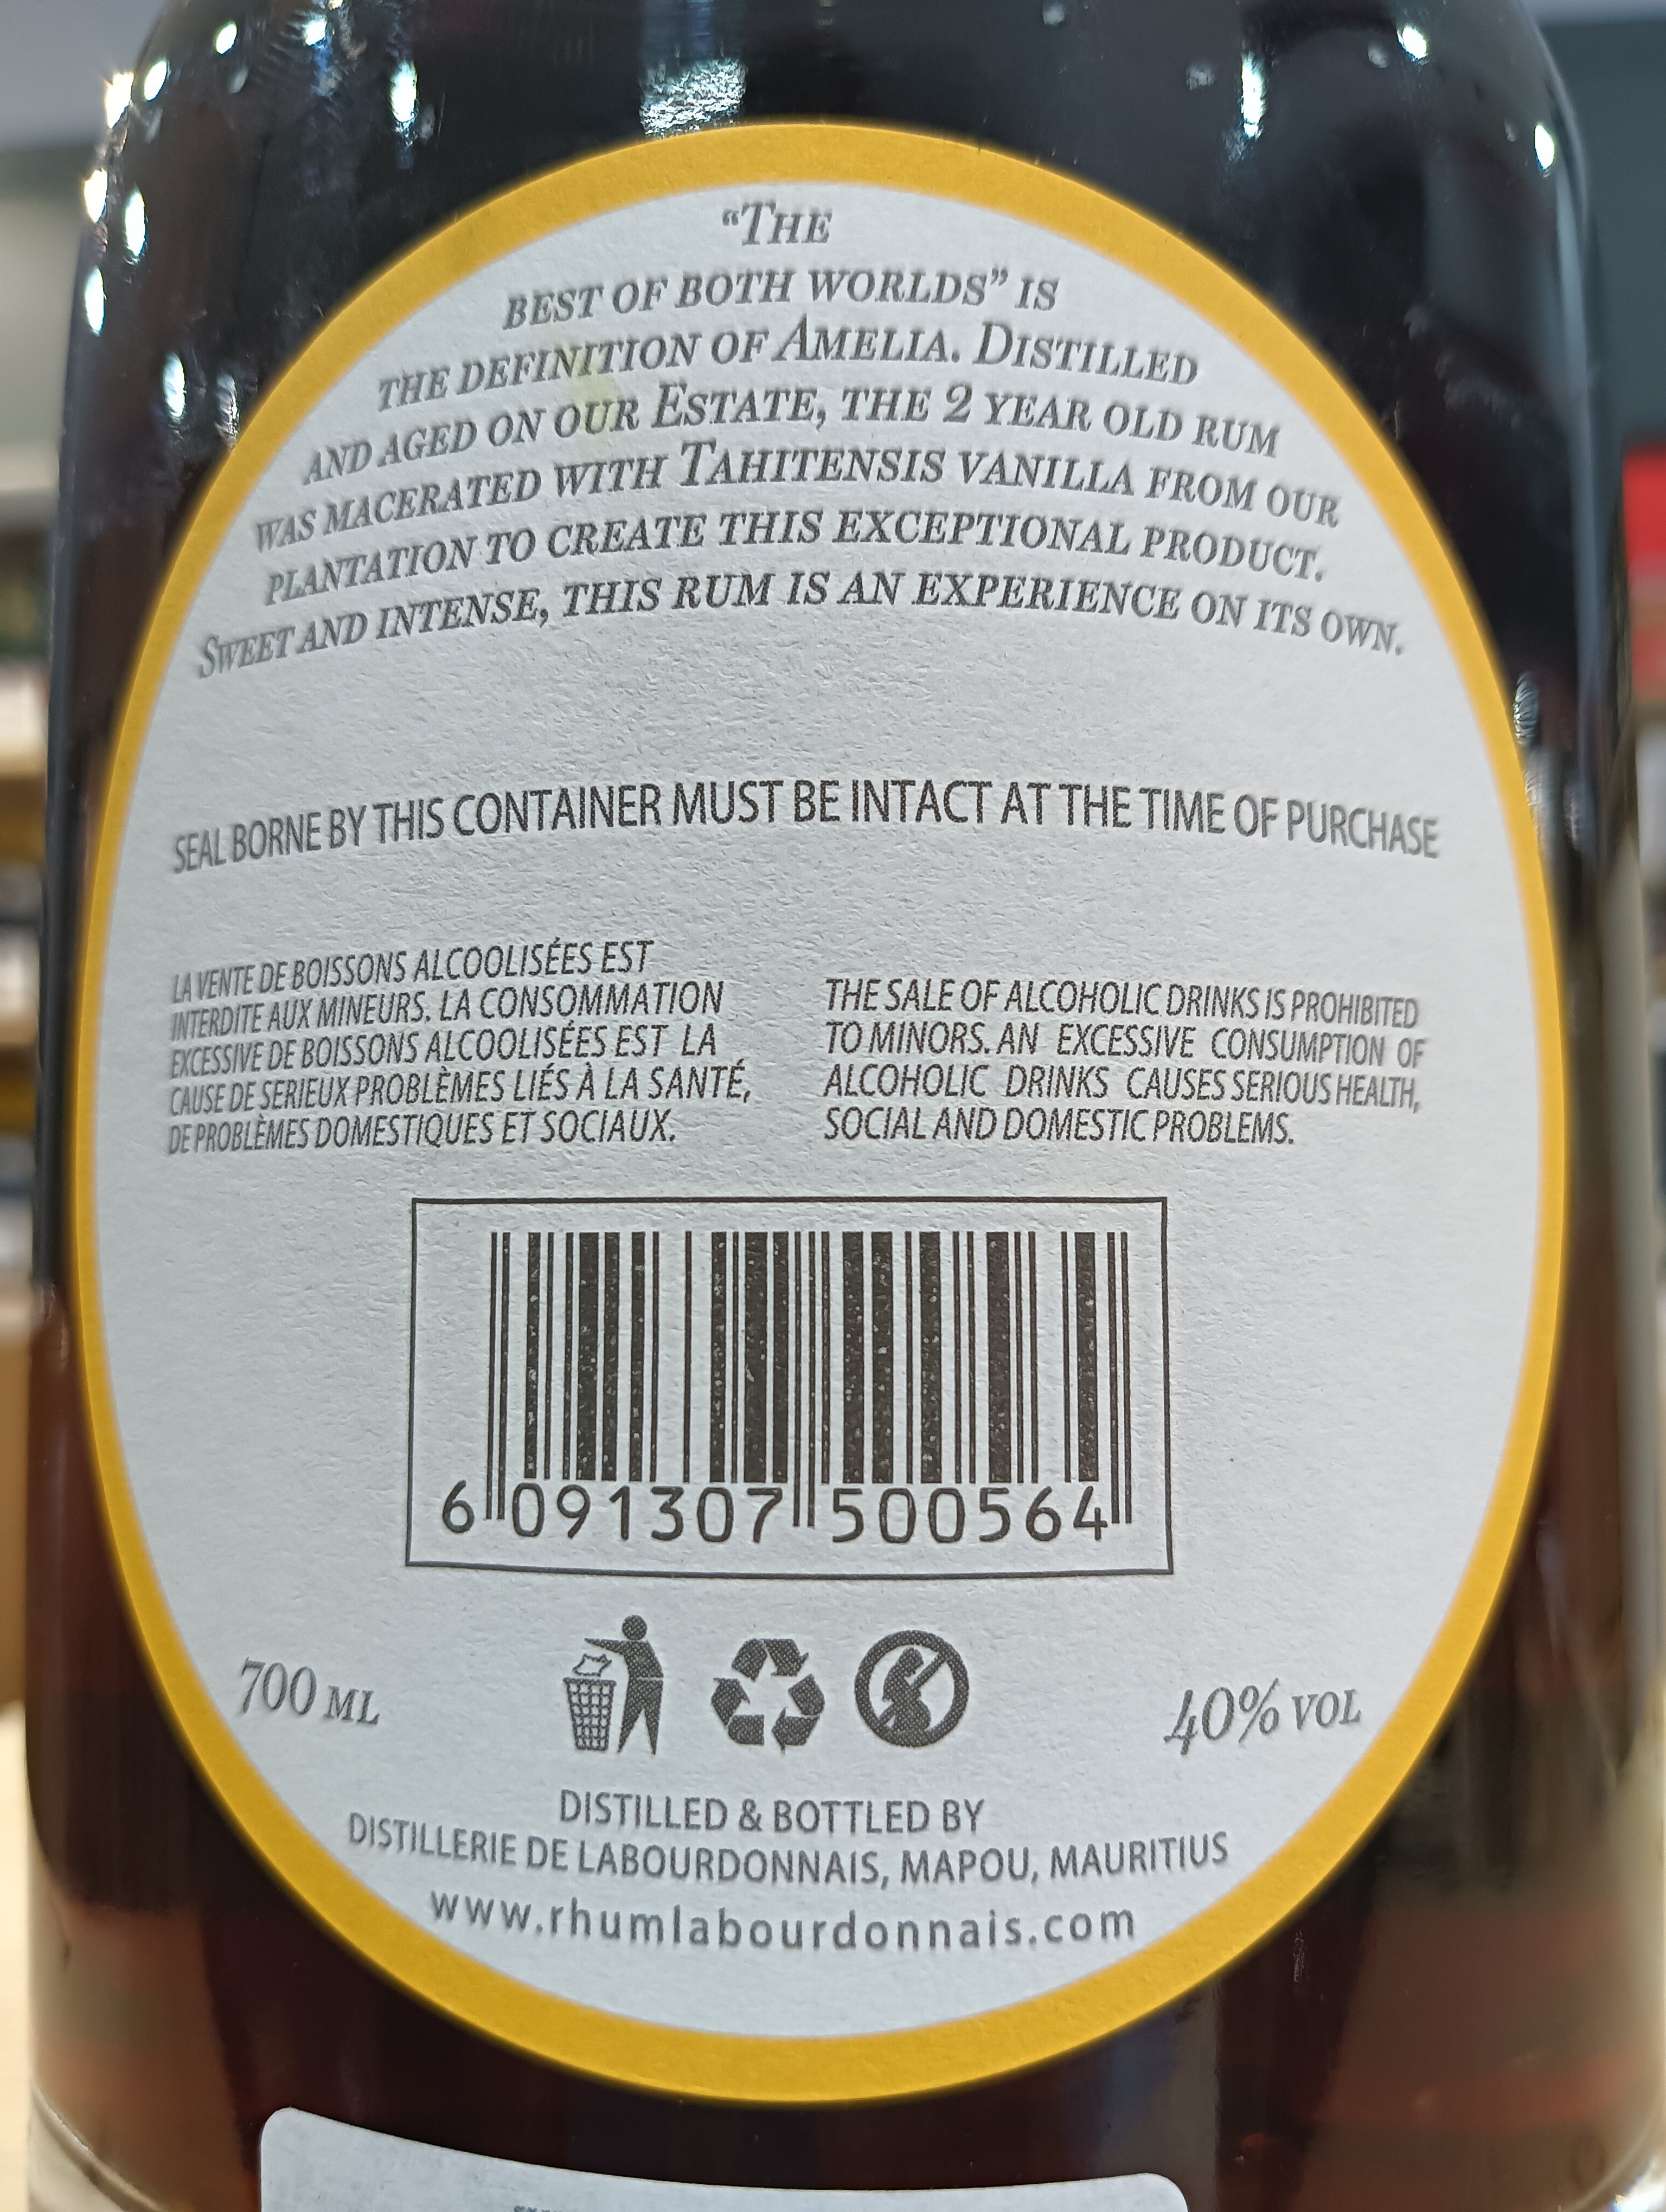 “THE
BEST OF BOTH WORLDS” IS
THE DEFINITION OF AMELIA. DISTILLED
AND AGED ON OUR ESTATE, THE 2 YEAR OLD RUM
WAS MACERATED WITH TAHITENSIS VANILLA FROM OUR
PLANTATION TO CREATE THIS EXCEPTIONAL PRODUCT.
SWEET AND INTENSE, THIS RUM IS AN EXPERIENCE ON ITS OWN.
SEAL BORNE BY THIS CONTAINER MUST BE INTACT AT THE TIME OF PURCHASE
LA VENTE DE BOISSONS ALCOOLISÉES EST
INTERDITE AUX MINEURS. LA CONSOMMATION
EXCESSIVE DE BOISSONS ALCOOLISÉES EST LA
CAUSE DE SERIEUX PROBLÈMES LIÉS À LA SANTÉ,
DE PROBLÈMES DOMESTIQUES ET SOCIAUX.
THE SALE OF ALCOHOLIC DRINKS IS PROHIBITED
TO MINORS. AN EXCESSIVE CONSUMPTION OF
ALCOHOLIC DRINKS CAUSES SERIOUS HEALTH,
SOCIAL AND DOMESTIC PROBLEMS.
6 091307 500564
700 ML
40% VOL
DISTILLED & BOTTLED BY
DISTILLERIE DE LABOURDONNAIS, MAPOU, MAURITIUS
www.rhumlabourdonnais.com